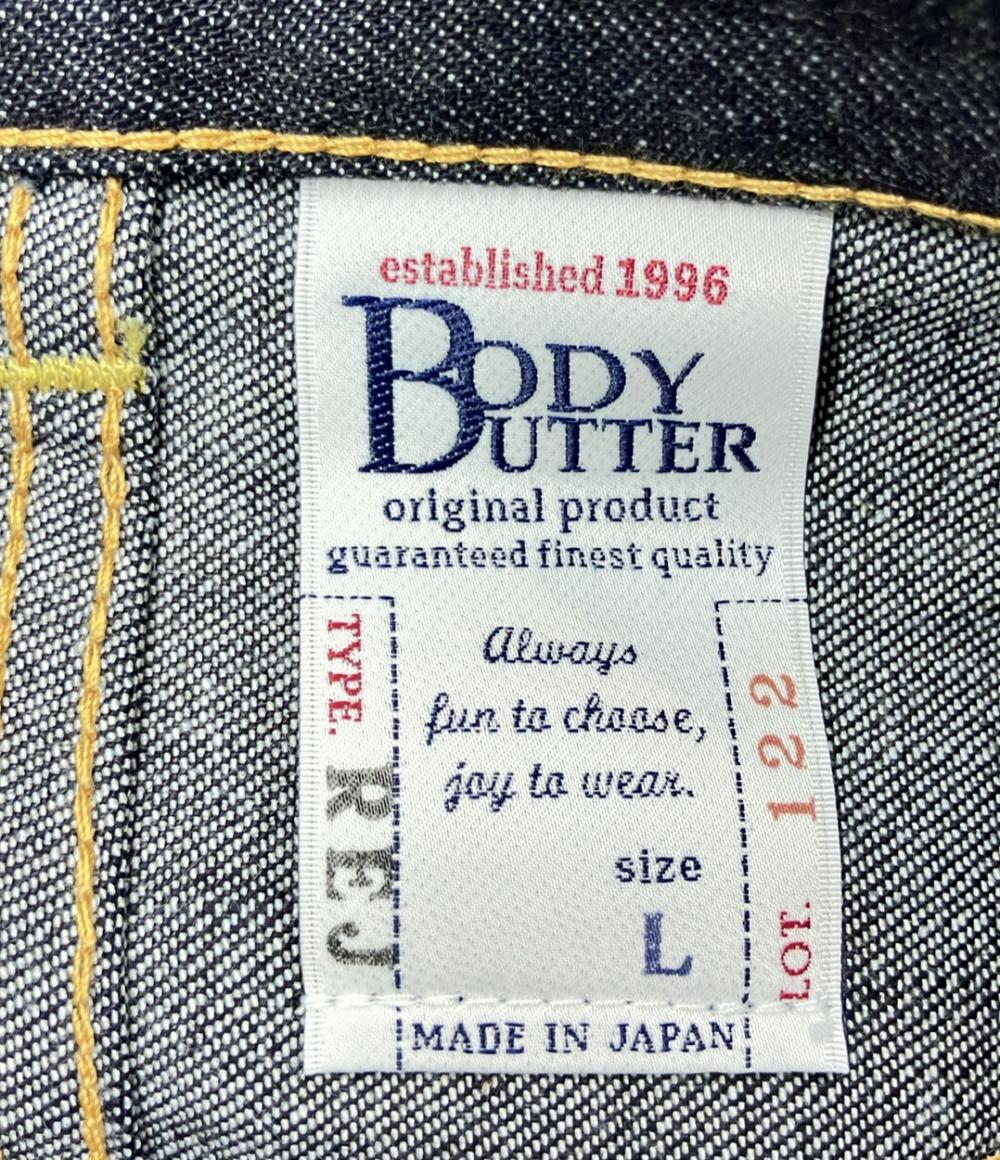 established 1996
BODY
BUTTER
original product
guaranteed finest quality
TYPE. REJ
Always
fun to choose,
joy to wear.
size
L
LOT. 122
MADE IN JAPAN